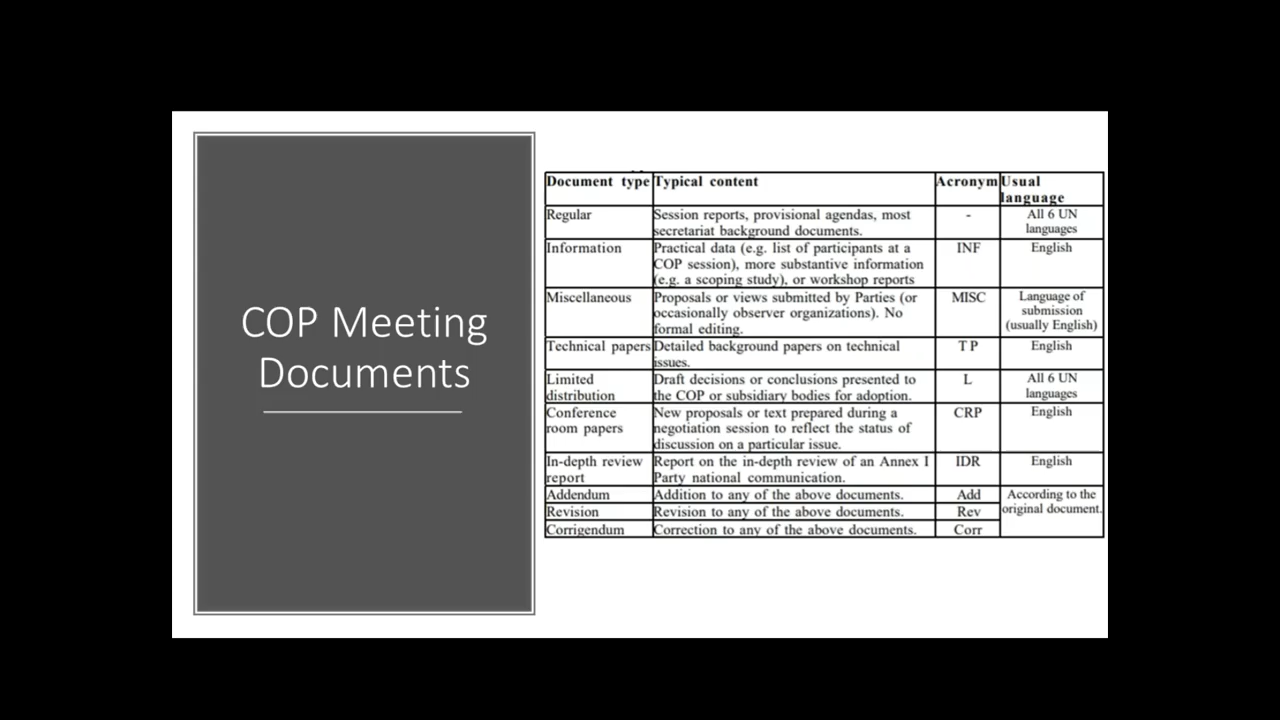 COP Meeting
Documents
Document type Typical content Acronym Usual
language
Regular Session reports, provisional agendas, most - All 6 UN
secretariat background documents. languages
Information Practical data (e.g. list of participants at a INF English
COP session), more substantive information
(e.g. a scoping study), or workshop reports
Miscellaneous Proposals or views submitted by Parties (or MISC Language of
occasionally observer organizations). No submission
formal editing. (usually English)
Technical papers Detailed background papers on technical T P English
issues.
Limited Draft decisions or conclusions presented to L All 6 UN
distribution the COP or subsidiary bodies for adoption. languages
Conference New proposals or text prepared during a CRP English
room papers negotiation session to reflect the status of
discussion on a particular issue.
In-depth review Report on the in-depth review of an Annex I IDR English
report Party national communication.
Addendum Addition to any of the above documents. Add According to the
Revision Revision to any of the above documents. Rev original document.
Corrigendum Correction to any of the above documents. Corr